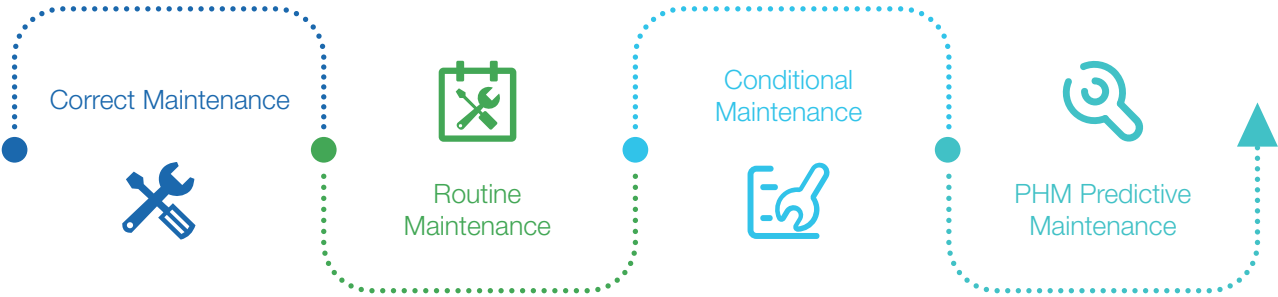 Correct Maintenance
Routine
Maintenance
Conditional
Maintenance
PHM Predictive
Maintenance